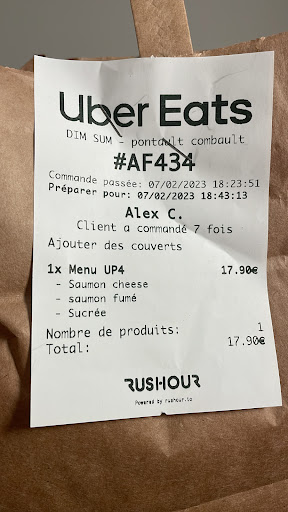 Uber Eats
DIM SUM - pontault combault
#AF434
Commande passée: 07/02/2023 18:23:51
Préparer pour: 07/02/2023 18:43:13
Alex C.
Client a commandé 7 fois
Ajouter des couverts
1x Menu UP4 17.90€
- Saumon cheese
- saumon fumé
- Sucrée
Nombre de produits: 1
Total: 17.90€
RUSHOUR
Powered by rushour.io